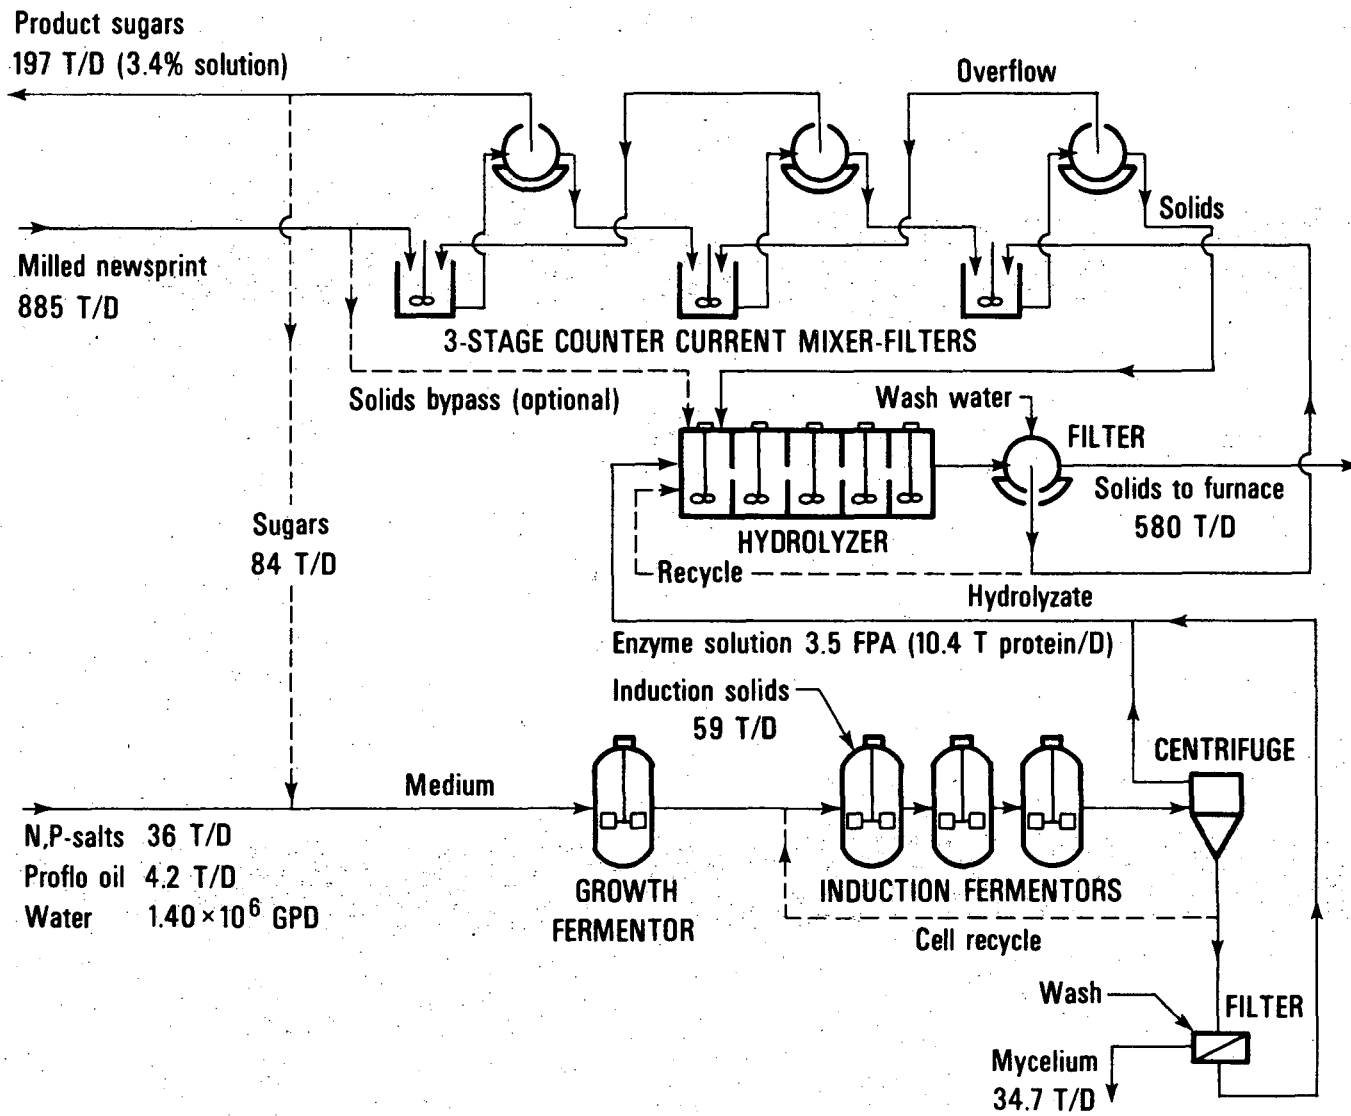 Product sugars
197 T/D (3.4% solution)
Overflow
Solids
Milled newsprint
885 T/D
3-STAGE COUNTER CURRENT MIXER-FILTERS
Solids bypass (optional)
Wash water
FILTER
Solids to furnace
580 T/D
Sugars
84 T/D
HYDROLYZER
Recycle
Hydrolyzate
Enzyme solution 3.5 FPA (10.4 T protein/D)
Induction solids
59 T/D
CENTRIFUGE
Medium
N,P-salts 36 T/D
Proflo oil 4.2 T/D
Water 1.40 × 10⁶ GPD
GROWTH
FERMENTOR
INDUCTION FERMENTORS
Cell recycle
Wash
FILTER
Mycelium
34.7 T/D